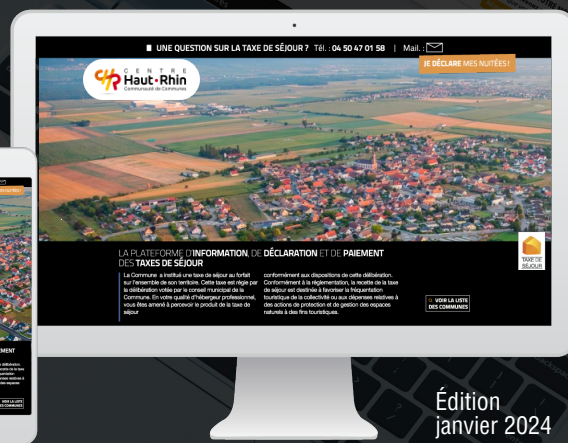 UNE QUESTION SUR LA TAXE DE SÉJOUR ? Tél. : 04 50 47 01 58 | Mail. :
JE DÉCLARE MES NUITÉES !
CENTRE
Haut•Rhin
Communauté de Communes
LA PLATEFORME D'INFORMATION, DE DÉCLARATION ET DE PAIEMENT
DES TAXES DE SÉJOUR
La Commune a institué une taxe de séjour au forfait
sur l'ensemble de son territoire. Cette taxe est régie par
la délibération votée par le conseil municipal de la
Commune. En votre qualité d'hébergeur professionnel,
vous êtes amené à percevoir le produit de la taxe de
séjour
conformément aux dispositions de cette délibération.
Conformément à la réglementation, la recette de la taxe
de séjour est destinée à favoriser la fréquentation
touristique de la collectivité ou aux dépenses relatives à
des actions de protection et de gestion des espaces
naturels à des fins touristiques.
TAXE DE
SÉJOUR
VOIR LA LISTE
DES COMMUNES
EMENT
VOIR LA LISTE
DES COMMUNES
Édition
janvier 2024